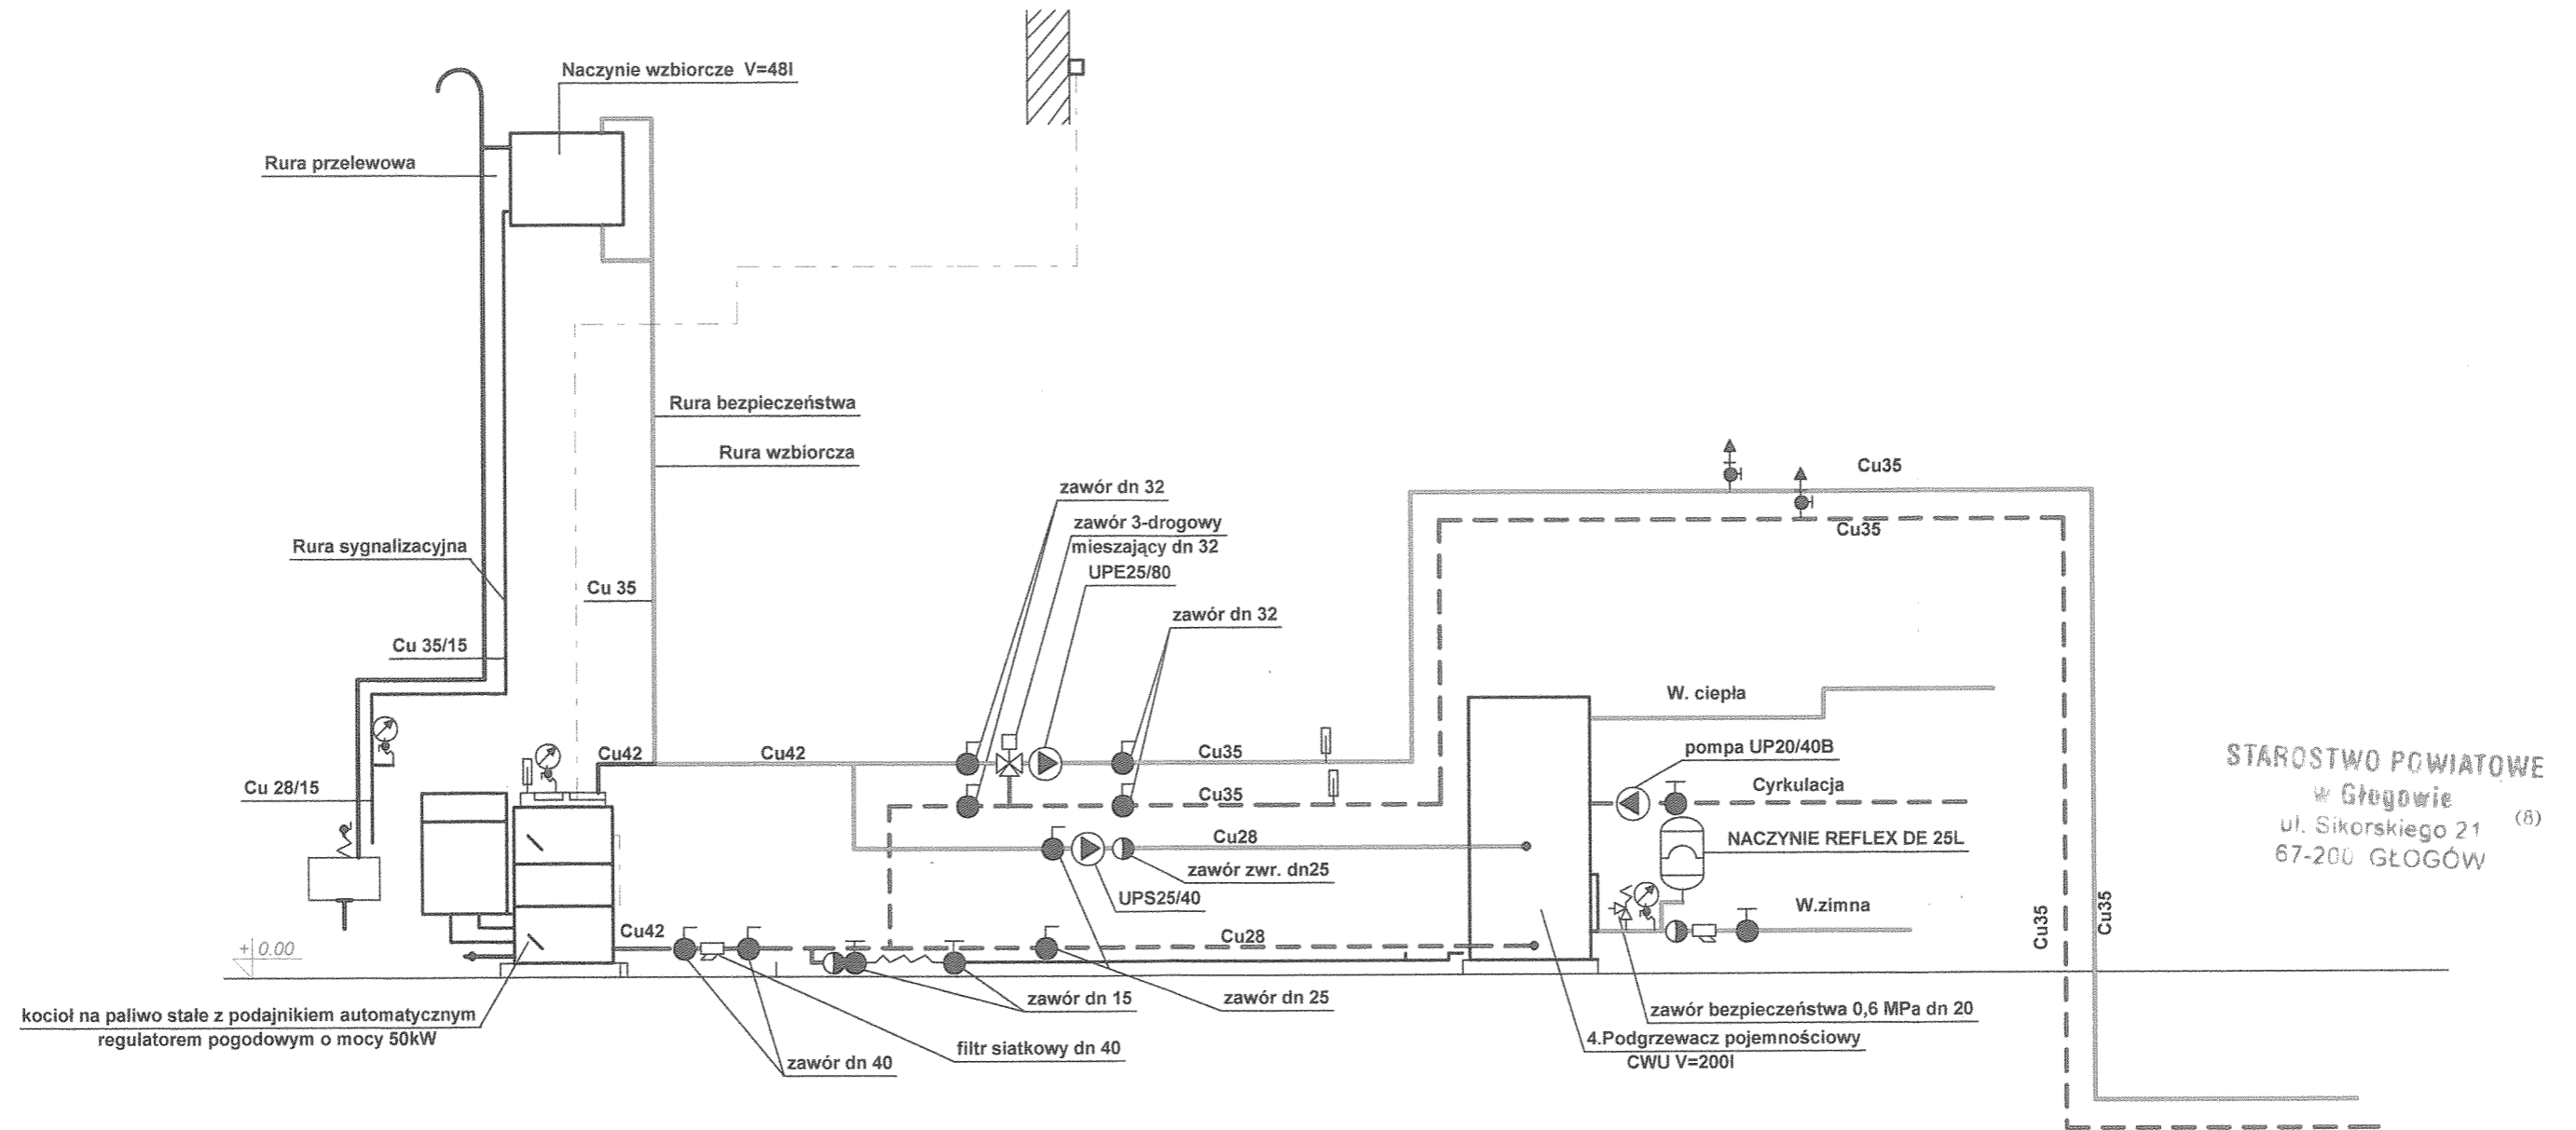 Naczynie wzbiorcze V=48l
Rura przelewowa
Rura bezpieczeństwa
Rura wzbiorcza
Rura sygnalizacyjna
Cu 35
Cu 35/15
Cu 28/15
zawór dn 32
zawór 3-drogowy
mieszający dn 32
UPE25/80
zawór dn 32
Cu35
Cu35
Cu42
Cu42
Cu35
Cu35
Cu28
zawór zwr. dn25
UPS25/40
Cu42
Cu28
W. ciepła
pompa UP20/40B
Cyrkulacja
NACZYNIE REFLEX DE 25L
W.zimna
Cu35
Cu35
STAROSTWO POWIATOWE
w Głogowie
ul. Sikorskiego 21 (8)
67-200 GŁOGÓW
+ 0.00
kocioł na paliwo stałe z podajnikiem automatycznym
regulatorem pogodowym o mocy 50kW
zawór dn 40
filtr siatkowy dn 40
zawór dn 15
zawór dn 25
zawór bezpieczeństwa 0,6 MPa dn 20
4.Podgrzewacz pojemnościowy
CWU V=200l